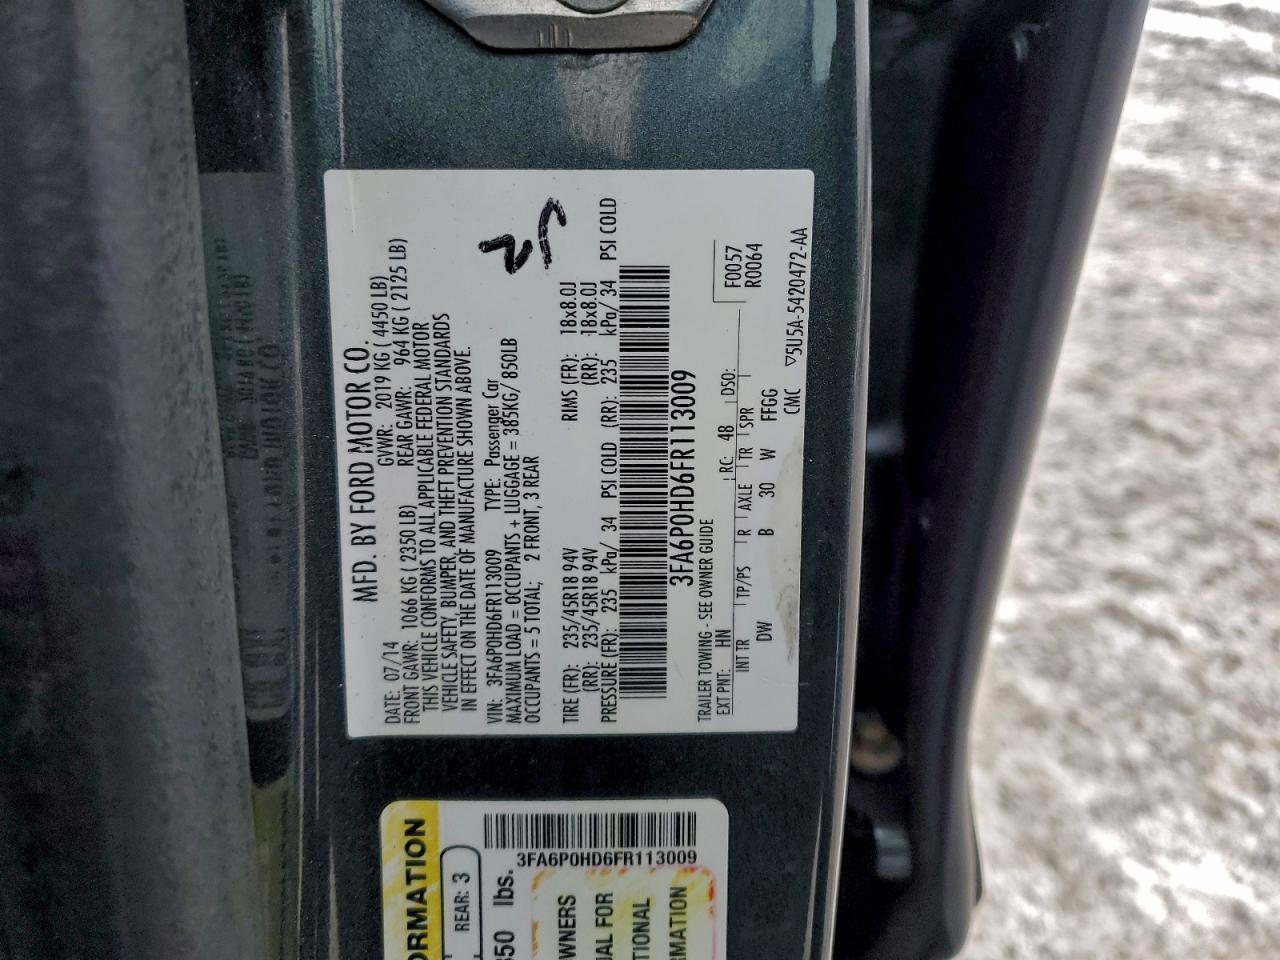 MFD. BY FORD MOTOR CO.
DATE: 07/14 GVWR: 2019 KG ( 4450 LB)
FRONT GAWR: 1066 KG ( 2350 LB) REAR GAWR: 964 KG ( 2125 LB)
THIS VEHICLE CONFORMS TO ALL APPLICABLE FEDERAL MOTOR
VEHICLE SAFETY, BUMPER, AND THEFT PREVENTION STANDARDS
IN EFFECT ON THE DATE OF MANUFACTURE SHOWN ABOVE.
VIN: 3FA6P0HD6FR113009 TYPE: Passenger Car
MAXIMUM LOAD = OCCUPANTS + LUGGAGE = 385KG/ 850LB
OCCUPANTS = 5 TOTAL; 2 FRONT, 3 REAR
TIRE (FR): 235/45R18 94V RIMS (FR): 18x8.0J
(RR): 235/45R18 94V (RR): 18x8.0J
PRESSURE (FR): 235 kPa/ 34 PSI COLD (RR): 235 kPa/ 34 PSI COLD
3FA6P0HD6FR113009
TRAILER TOWING - SEE OWNER GUIDE
F0057
R0064
EXT PNT: HN RC: 48 DSO:
INT TR TP/PS R AXLE TR SPR
DW B 30 W FFGG
CMC ▽5U5A-5420472-AA
ORMATION
REAR: 3
lbs.
3FA6P0HD6FR113009
WNERS
UAL FOR
TIONAL
RMATION